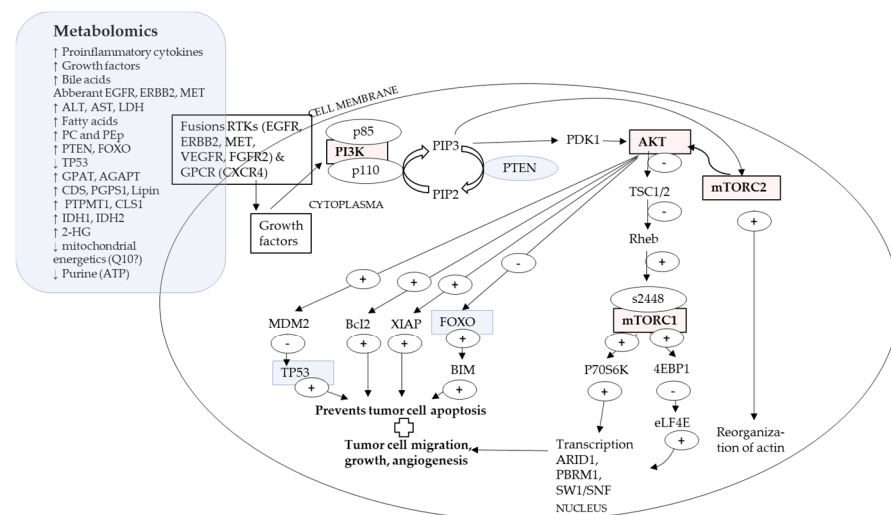 Metabolomics
↑ Proinflammatory cytokines
↑ Growth factors
↑ Bile acids
Abberant EGFR, ERBB2, MET
↑ ALT, AST, LDH
↑ Fatty acids
↑ PC and PEp
↑ PTEN, FOXO
↓ TP53
↑ GPAT, AGAPT
↑ CDS, PGPS1, Lipin
↑ PTPMT1, CLS1
↑ IDH1, IDH2
↑ 2-HG
↓ mitochondrial
energetics (Q10?)
↓ Purine (ATP)
CELL MEMBRANE
Fusions RTKs (EGFR,
ERBB2, MET,
VEGFR, FGFR2) &
GPCR (CXCR4)
Growth
factors
p85
PI3K
p110
CYTOPLASMA
PIP3
PIP2
PTEN
PDK1
AKT
-
mTORC2
+
TSC1/2
-
Rheb
+
s2448
mTORC1
+
+
+
+
+
-
MDM2
BcI2
XIAP
FOXO
-
+
+
+
TP53
+
BIM
+
P70S6K
4EBP1
+
-
eLF4E
+
Prevents tumor cell apoptosis
Tumor cell migration,
growth, angiogenesis
Transcription
ARID1,
PBRM1,
SW1/SNF
NUCLEUS
Reorganiza-
tion of actin